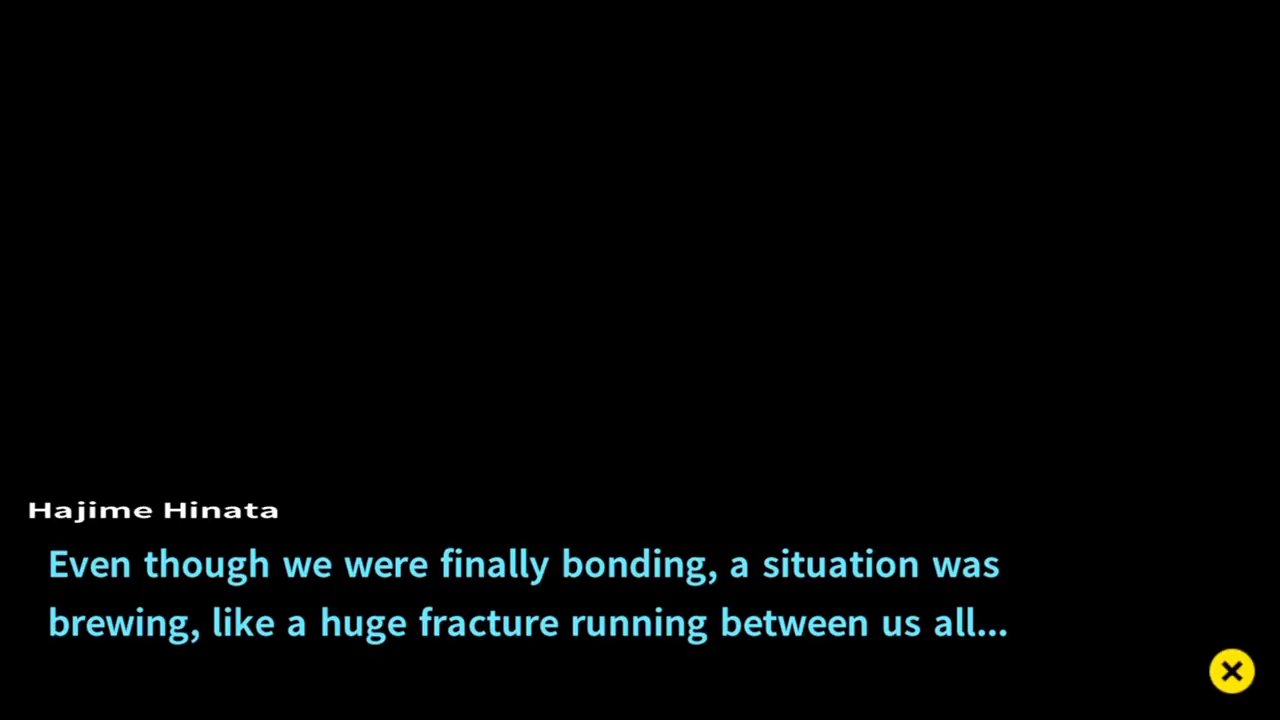 Hajime Hinata
Even though we were finally bonding, a situation was
brewing, like a huge fracture running between us all...